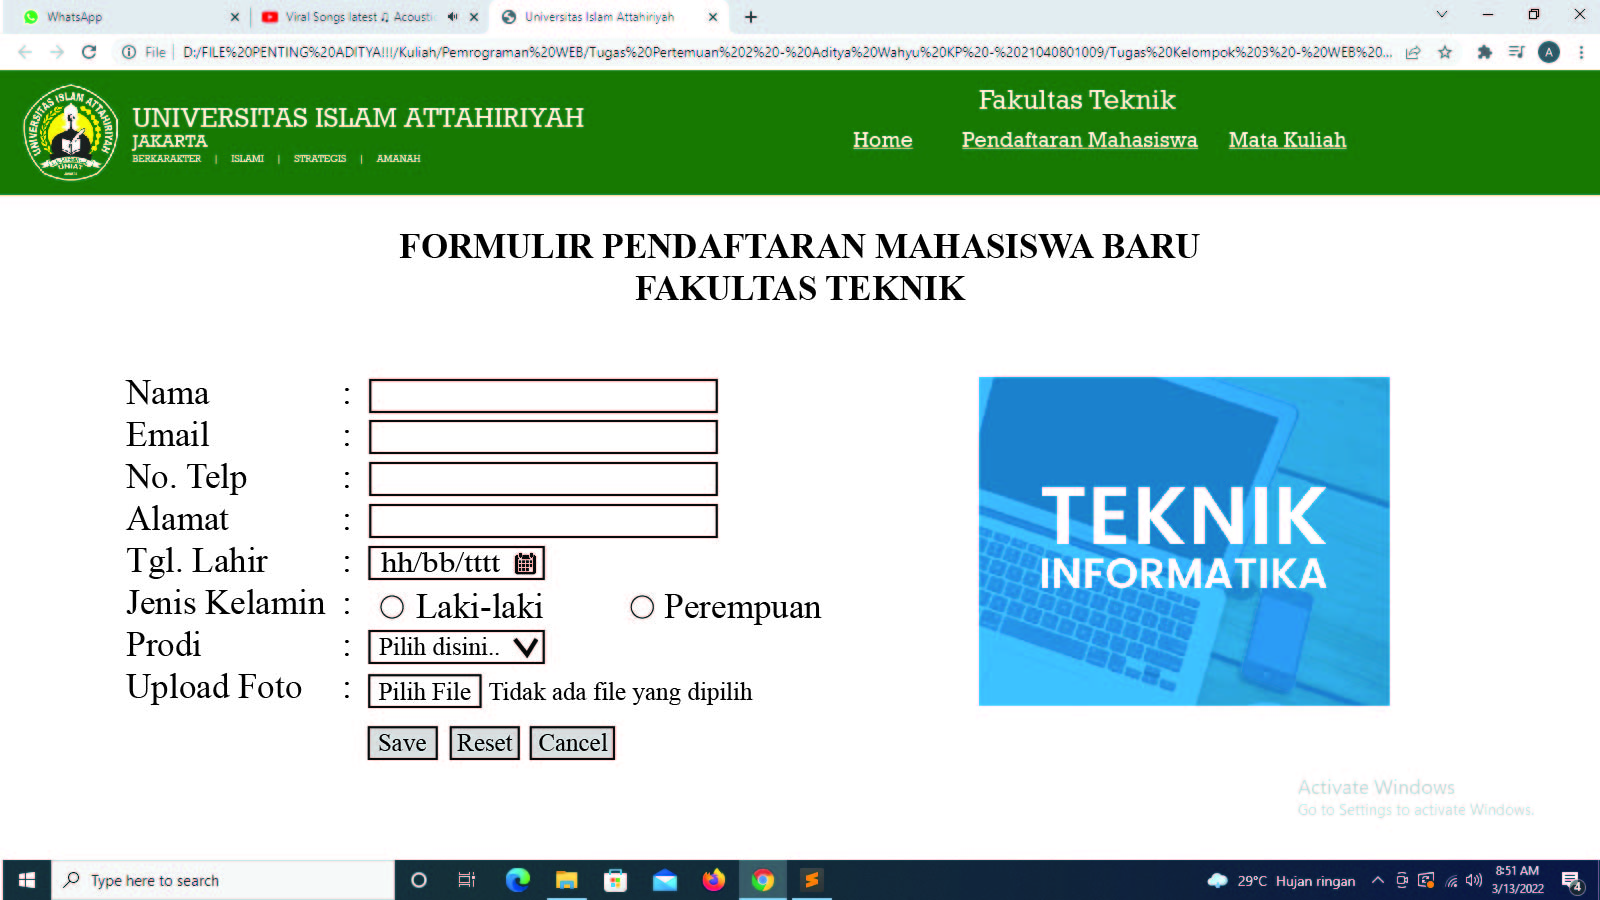 WhatsApp
Viral Songs latest ♫ Acousti
Universitas Islam Attahiriyah
File | D:/FILE%20PENTING%20ADITYA!!!/Kuliah/Pemrograman%20WEB/Tugas%20Pertemuan%202%20-%20Aditya%20Wahyu%20KP%20-%2021040801009/Tugas%20Kelompok%203%20-%20WEB%20...
A
UNIVERSITAS ISLAM ATTAHIRIYAH
UNIAT
UNIVERSITAS ISLAM ATTAHIRIYAH
JAKARTA
BERKARAKTER | ISLAMI | STRATEGIS | AMANAH
Fakultas Teknik
Home Pendaftaran Mahasiswa Mata Kuliah
FORMULIR PENDAFTARAN MAHASISWA BARU
FAKULTAS TEKNIK
Nama :
Email :
No. Telp :
Alamat :
Tgl. Lahir : hh/bb/tttt
Jenis Kelamin : Laki-laki Perempuan
Prodi : Pilih disini..
Upload Foto : Pilih File Tidak ada file yang dipilih
Save Reset Cancel
TEKNIK
INFORMATIKA
Activate Windows
Go to Settings to activate Windows.
Type here to search
29°C Hujan ringan
8:51 AM
3/13/2022
4